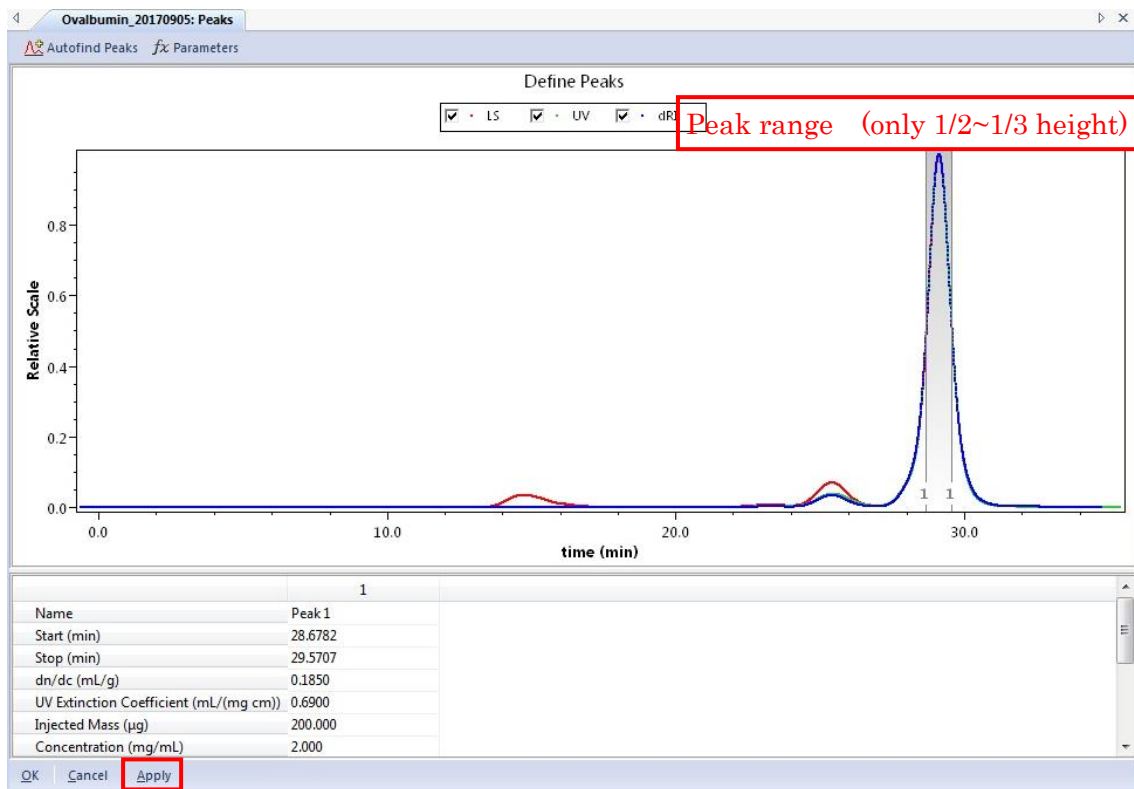 Ovalbumin_20170905: Peaks
Autofind Peaks fx Parameters
Define Peaks
LS UV dRI
Peak range (only 1/2~1/3 height)
Relative Scale
0.8
0.6
0.4
0.2
0.0
1 1
0.0 10.0 20.0 30.0
time (min)
1
Name Peak 1
Start (min) 28.6782
Stop (min) 29.5707
dn/dc (mL/g) 0.1850
UV Extinction Coefficient (mL/(mg cm)) 0.6900
Injected Mass (µg) 200.000
Concentration (mg/mL) 2.000
OK Cancel Apply